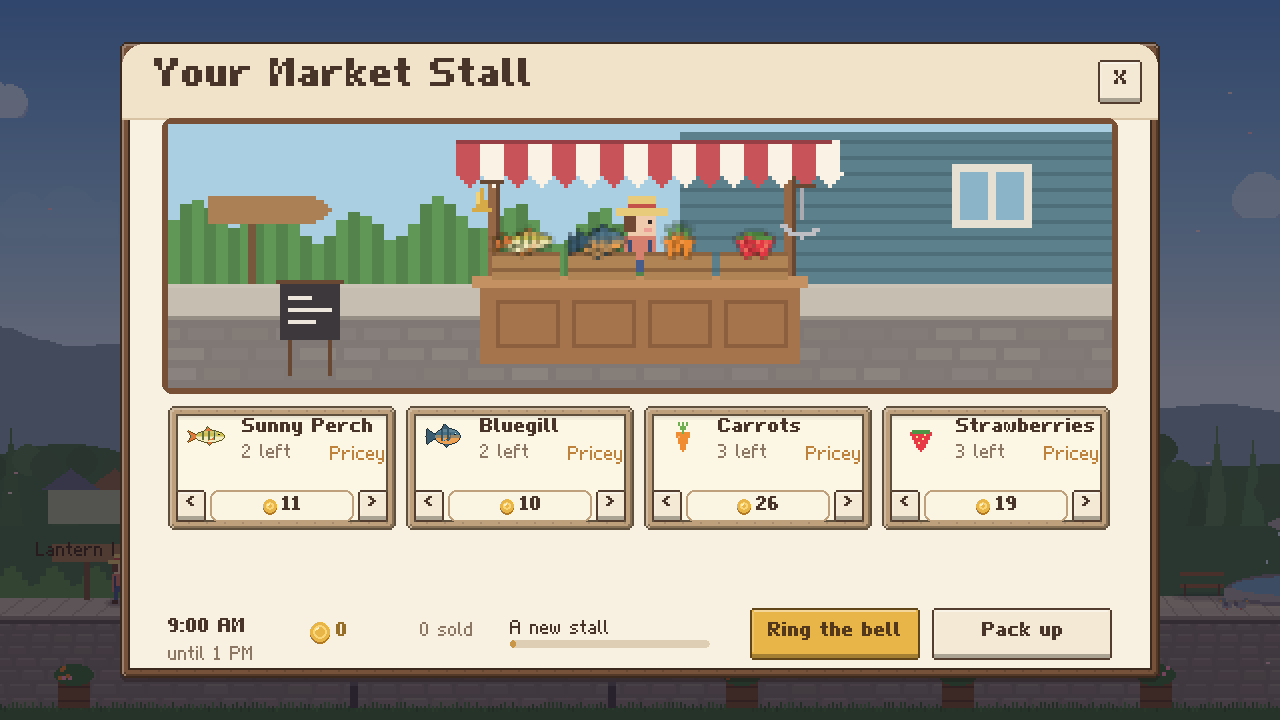 Your Market Stall
X
Sunny Perch
2 left
Pricey
<
11
>
Bluegill
2 left
Pricey
<
10
>
Carrots
3 left
Pricey
<
26
>
Strawberries
3 left
Pricey
<
19
>
Lantern
9:00 AM
until 1 PM
0
0 sold
A new stall
Ring the bell
Pack up